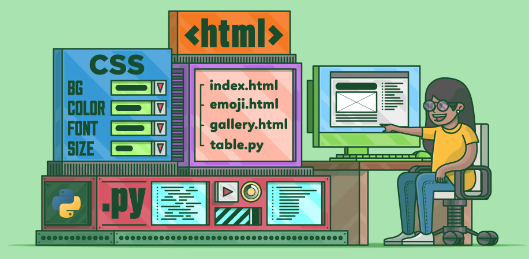 <html>
CSS
BG
COLOR
FONT
SIZE
index.html
emoji.html
gallery.html
table.py
.py